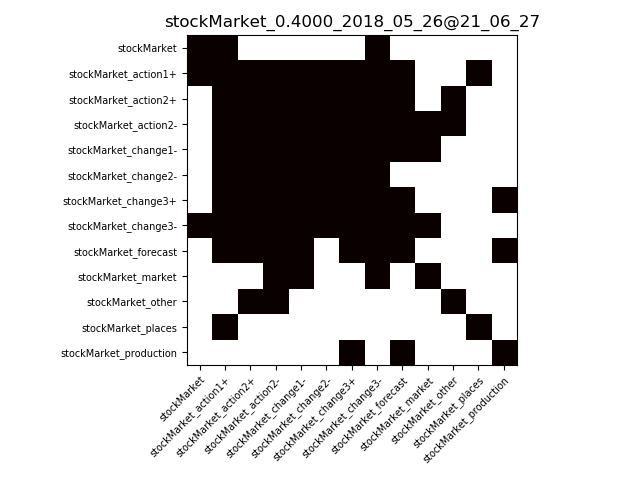 stockMarket_0.4000_2018_05_26@21_06_27
stockMarket
stockMarket_action1+
stockMarket_action2+
stockMarket_action2-
stockMarket_change1-
stockMarket_change2-
stockMarket_change3+
stockMarket_change3-
stockMarket_forecast
stockMarket_market
stockMarket_other
stockMarket_places
stockMarket_production
stockMarket
stockMarket_action1+
stockMarket_action2+
stockMarket_action2-
stockMarket_change1-
stockMarket_change2-
stockMarket_change3+
stockMarket_change3-
stockMarket_forecast
stockMarket_market
stockMarket_other
stockMarket_places
stockMarket_production